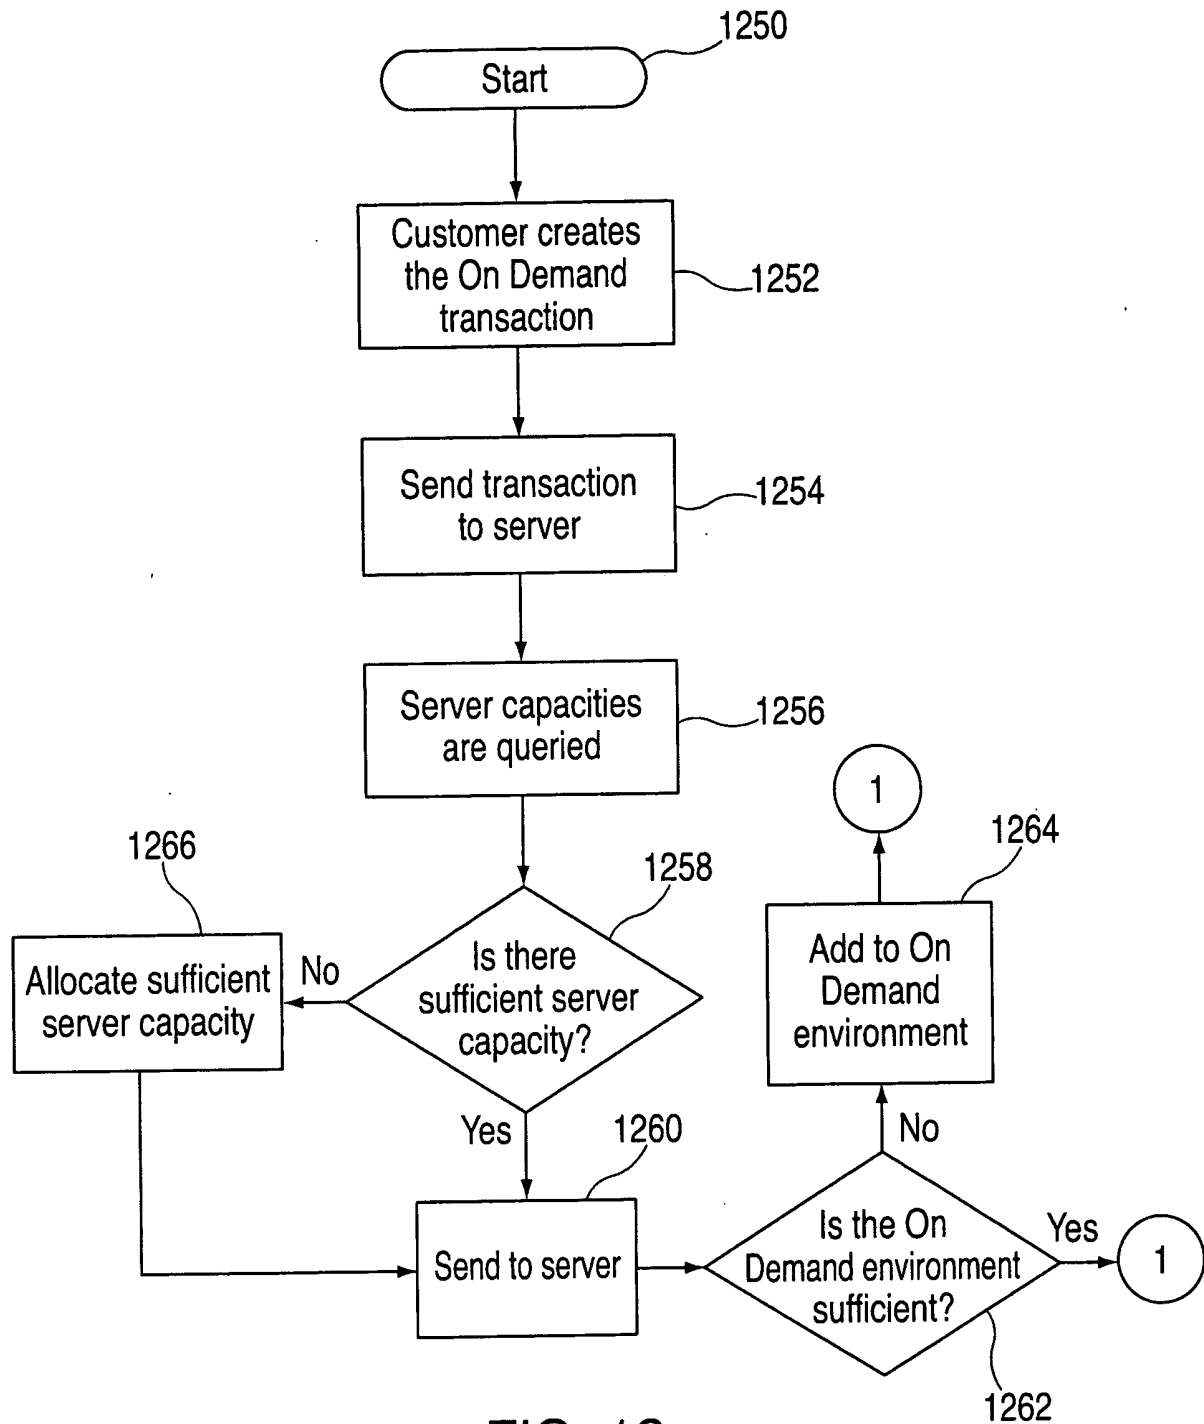 1250
Start
Customer creates
the On Demand
transaction
1252
Send transaction
to server
1254
Server capacities
are queried
1256
1
1264
1266
1258
Allocate sufficient
server capacity
No
Is there
sufficient server
capacity?
Add to On
Demand
environment
Yes
1260
No
Send to server
Is the On
Demand environment
sufficient?
Yes
1
1262